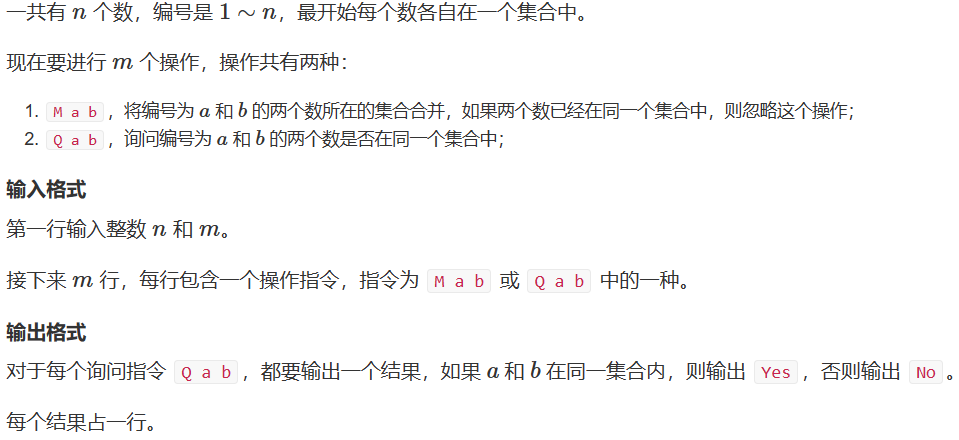 一共有 n 个数，编号是 1 ∼ n，最开始每个数各自在一个集合中。
现在要进行 m 个操作，操作共有两种：
1. M a b ，将编号为 a 和 b 的两个数所在的集合合并，如果两个数已经在同一个集合中，则忽略这个操作；
2. Q a b ，询问编号为 a 和 b 的两个数是否在同一个集合中；
输入格式
第一行输入整数 n 和 m。
接下来 m 行，每行包含一个操作指令，指令为 M a b 或 Q a b 中的一种。
输出格式
对于每个询问指令 Q a b ，都要输出一个结果，如果 a 和 b 在同一集合内，则输出 Yes ，否则输出 No 。
每个结果占一行。